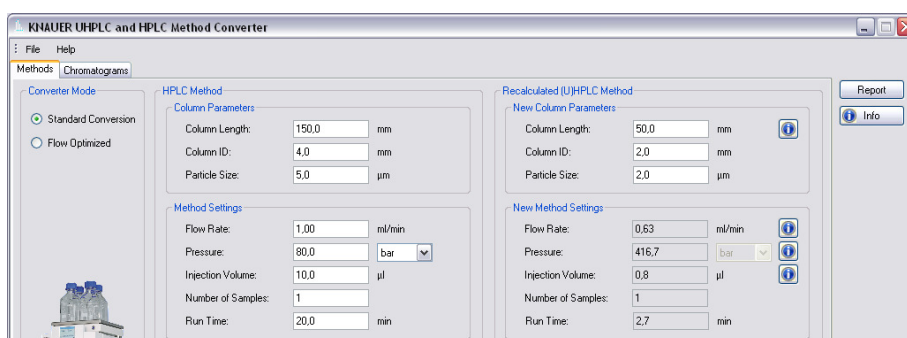 KNAUER UHPLC and HPLC Method Converter
File Help
Methods Chromatograms
Converter Mode
Standard Conversion
Flow Optimized
HPLC Method
Column Parameters
Column Length: 150,0 mm
Column ID: 4,0 mm
Particle Size: 5,0 µm
Method Settings
Flow Rate: 1,00 ml/min
Pressure: 80,0 bar
Injection Volume: 10,0 µl
Number of Samples: 1
Run Time: 20,0 min
Recalculated (U)HPLC Method
New Column Parameters
Column Length: 50,0 mm
Column ID: 2,0 mm
Particle Size: 2,0 µm
New Method Settings
Flow Rate: 0,63 ml/min
Pressure: 416,7 bar
Injection Volume: 0,8 µl
Number of Samples: 1
Run Time: 2,7 min
Report
Info